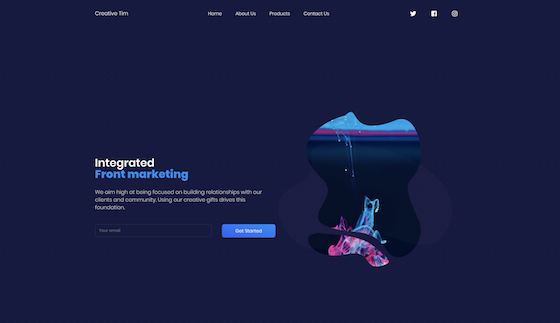 Creative Tim
Home
About Us
Products
Contact Us
Integrated
Front marketing
We aim high at being focused on building relationships with our
clients and community. Using our creative gifts drives this
foundation.
Your email
Get Started